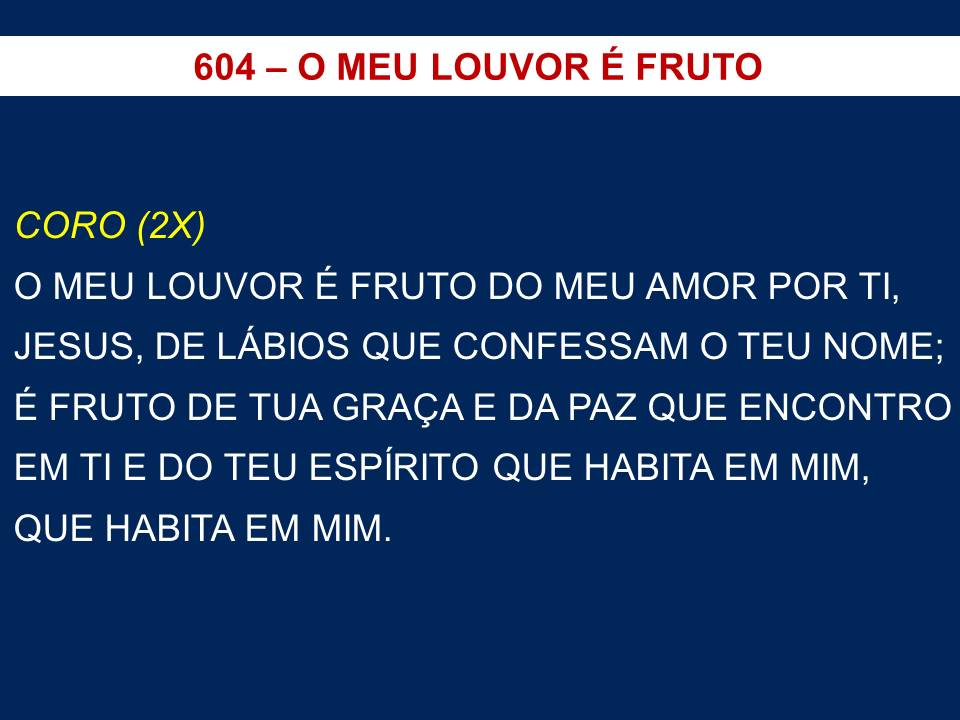 604 – O MEU LOUVOR É FRUTO
CORO (2X)
O MEU LOUVOR É FRUTO DO MEU AMOR POR TI,
JESUS, DE LÁBIOS QUE CONFESSAM O TEU NOME;
É FRUTO DE TUA GRAÇA E DA PAZ QUE ENCONTRO
EM TI E DO TEU ESPÍRITO QUE HABITA EM MIM,
QUE HABITA EM MIM.